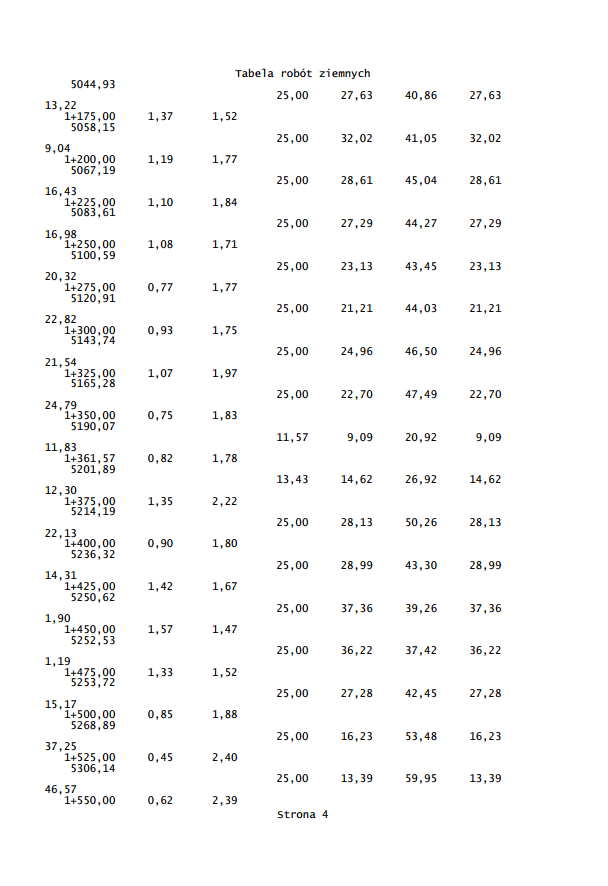 Tabela robót ziemnych
5044,93
25,00 27,63 40,86 27,63
13,22
1+175,00 1,37 1,52
5058,15
25,00 32,02 41,05 32,02
9,04
1+200,00 1,19 1,77
5067,19
25,00 28,61 45,04 28,61
16,43
1+225,00 1,10 1,84
5083,61
25,00 27,29 44,27 27,29
16,98
1+250,00 1,08 1,71
5100,59
25,00 23,13 43,45 23,13
20,32
1+275,00 0,77 1,77
5120,91
25,00 21,21 44,03 21,21
22,82
1+300,00 0,93 1,75
5143,74
25,00 24,96 46,50 24,96
21,54
1+325,00 1,07 1,97
5165,28
25,00 22,70 47,49 22,70
24,79
1+350,00 0,75 1,83
5190,07
11,57 9,09 20,92 9,09
11,83
1+361,57 0,82 1,78
5201,89
13,43 14,62 26,92 14,62
12,30
1+375,00 1,35 2,22
5214,19
25,00 28,13 50,26 28,13
22,13
1+400,00 0,90 1,80
5236,32
25,00 28,99 43,30 28,99
14,31
1+425,00 1,42 1,67
5250,62
25,00 37,36 39,26 37,36
1,90
1+450,00 1,57 1,47
5252,53
25,00 36,22 37,42 36,22
1,19
1+475,00 1,33 1,52
5253,72
25,00 27,28 42,45 27,28
15,17
1+500,00 0,85 1,88
5268,89
25,00 16,23 53,48 16,23
37,25
1+525,00 0,45 2,40
5306,14
25,00 13,39 59,95 13,39
46,57
1+550,00 0,62 2,39
Strona 4